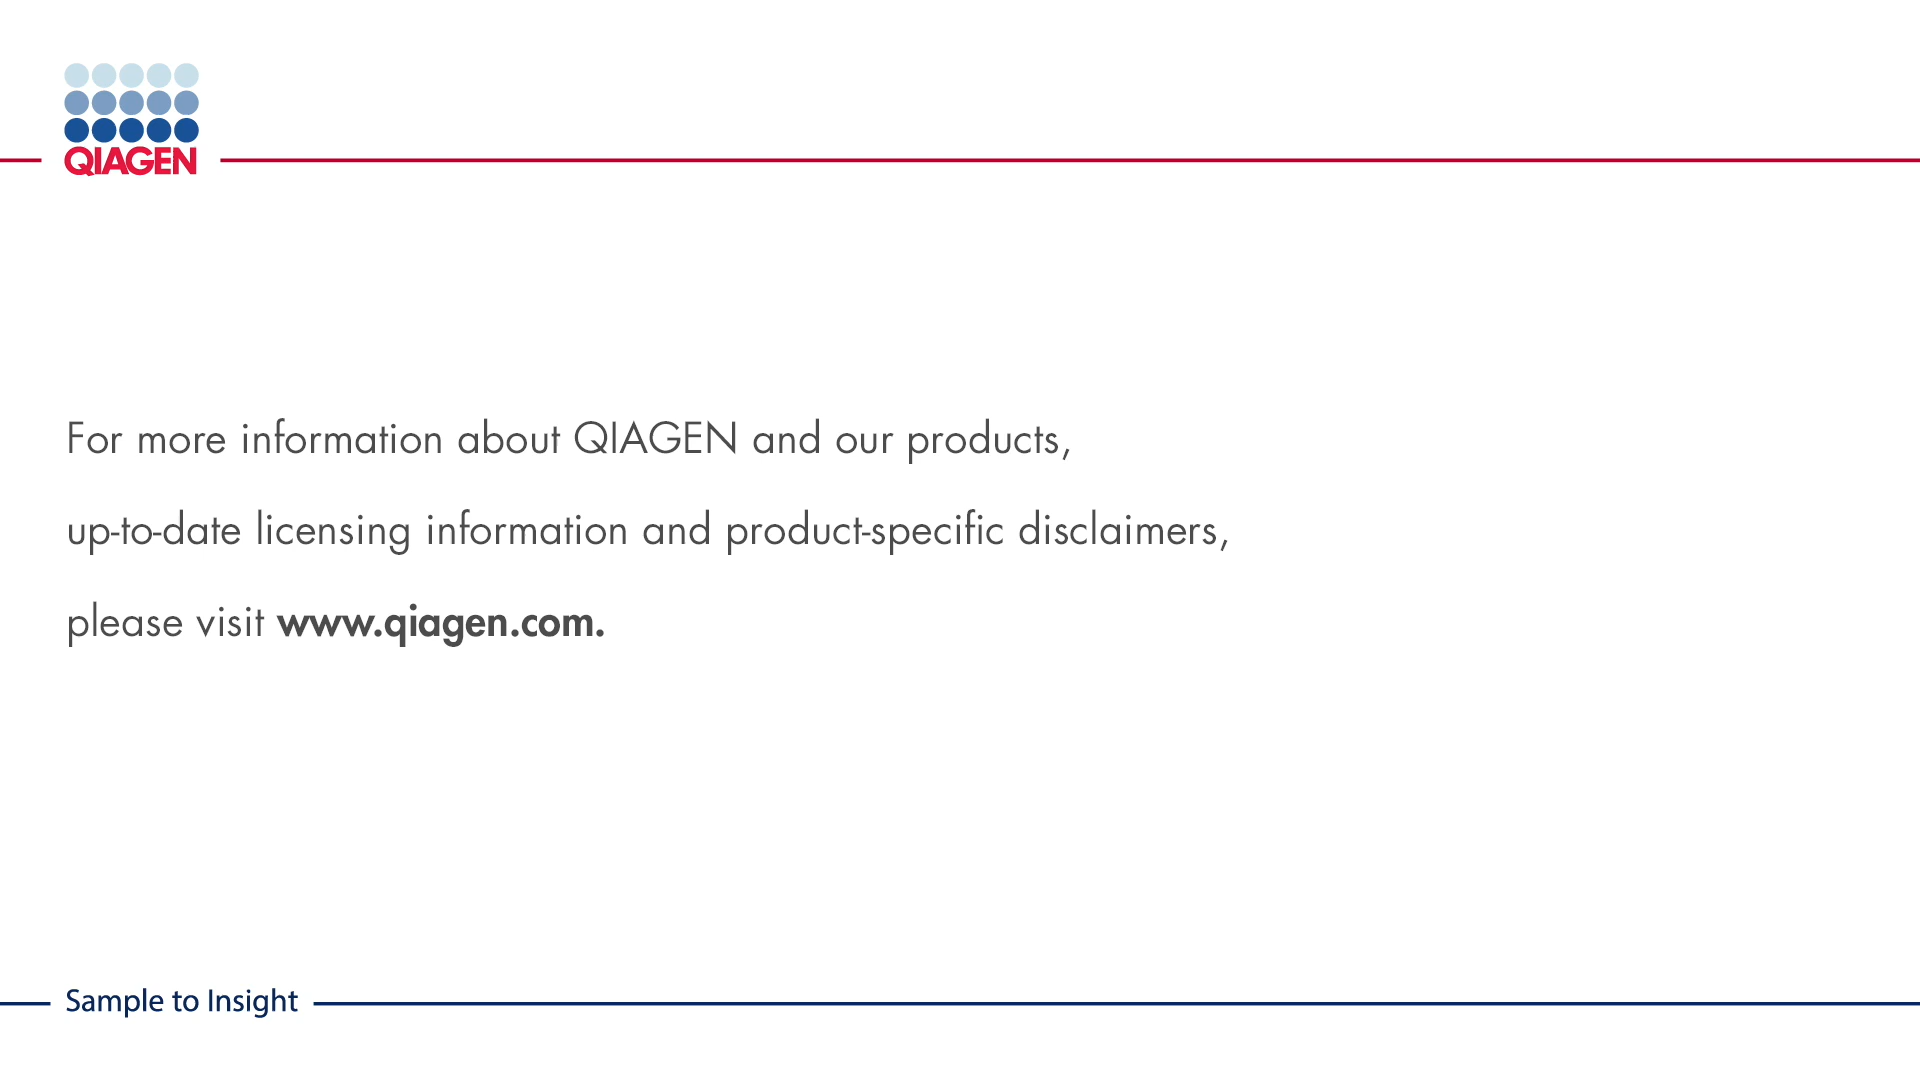 QIAGEN
For more information about QIAGEN and our products,
up-to-date licensing information and product-specific disclaimers,
please visit www.qiagen.com.
Sample to Insight